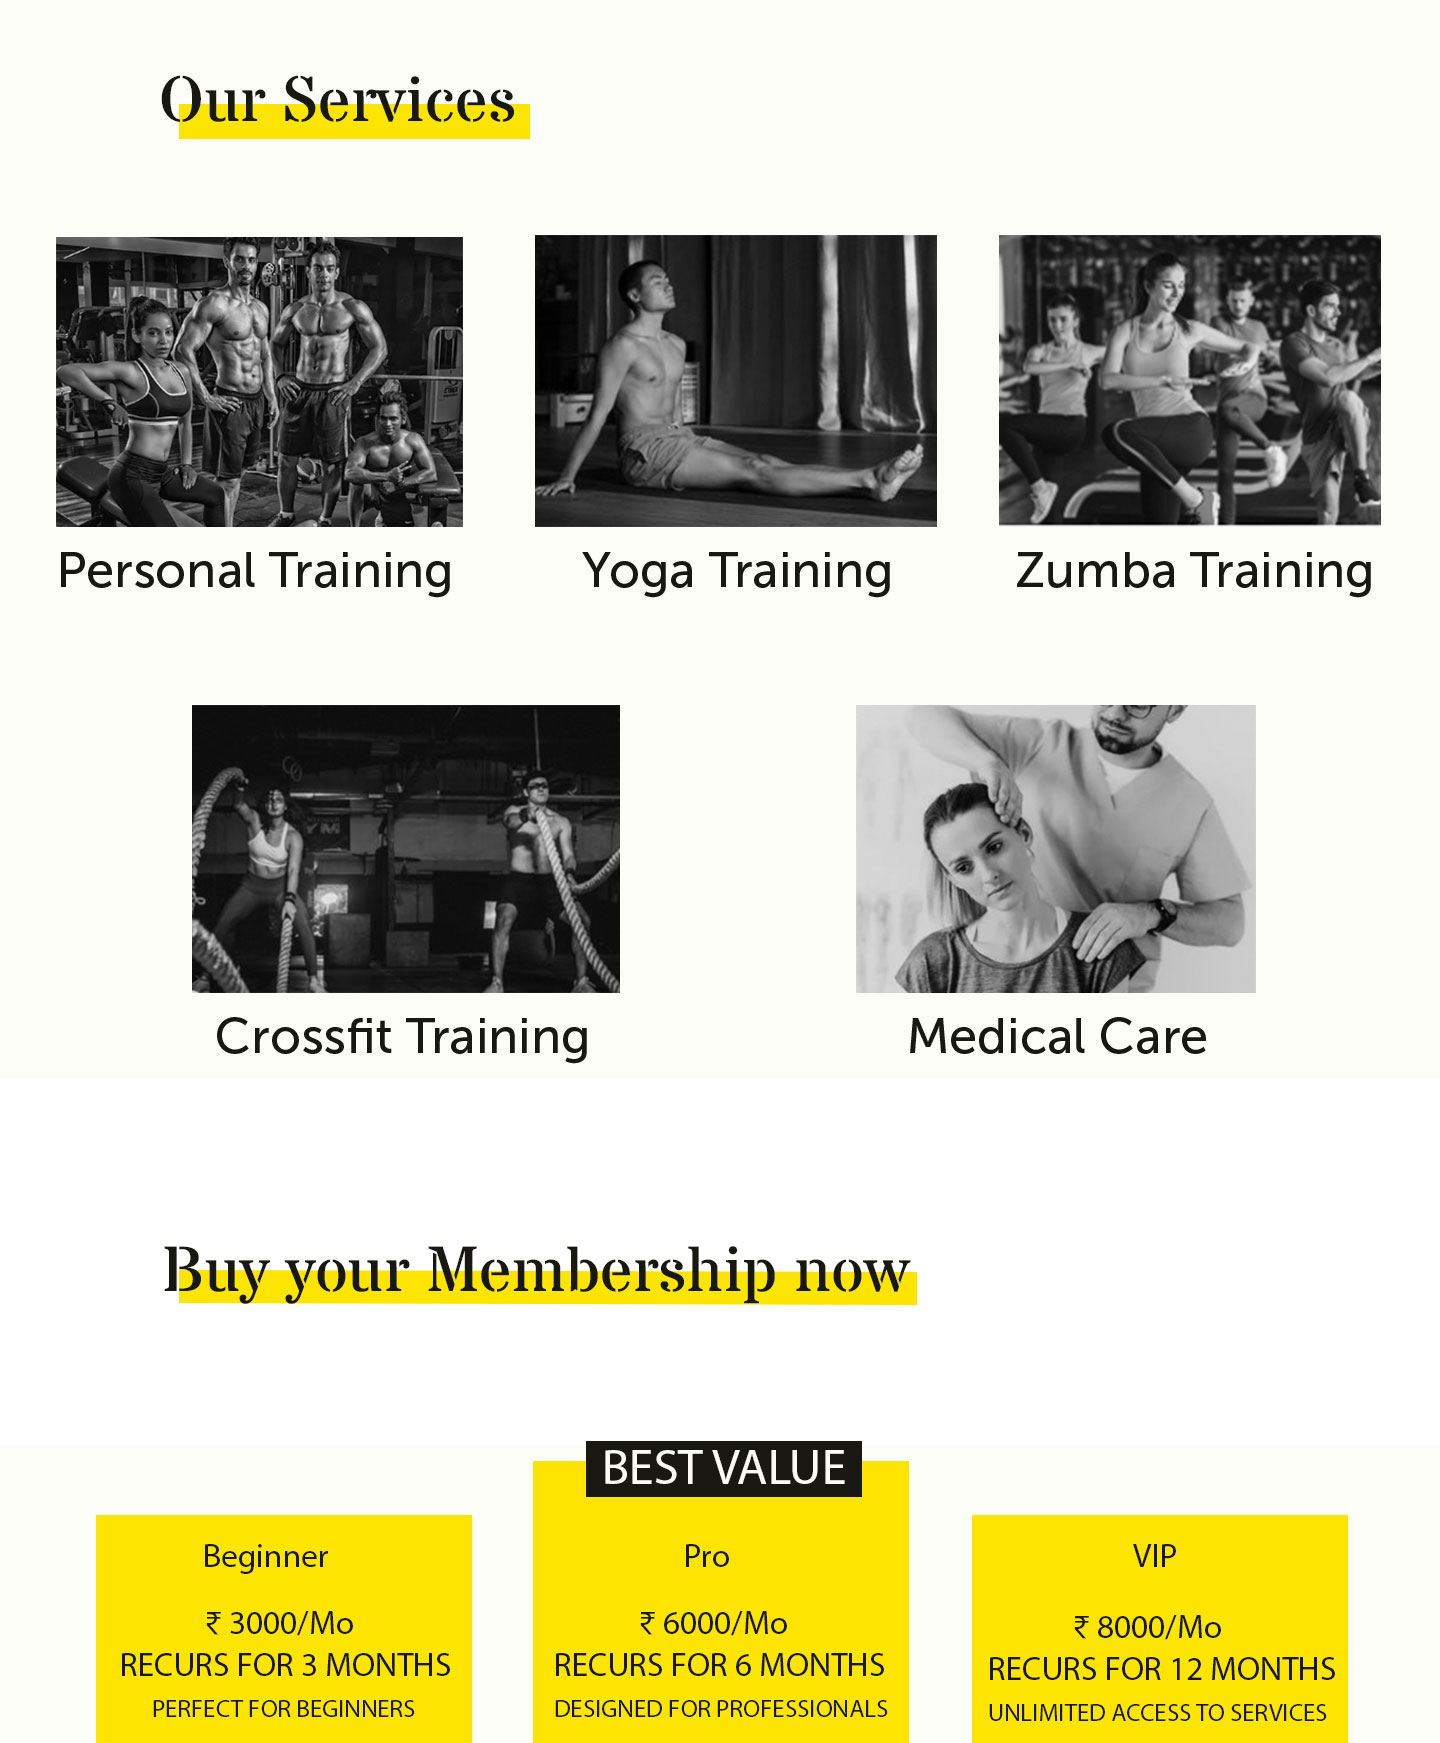 Our Services
Personal Training
Yoga Training
Zumba Training
Crossfit Training
Medical Care
Buy your Membership now
BEST VALUE
Beginner
₹ 3000/Mo
RECURS FOR 3 MONTHS
PERFECT FOR BEGINNERS
Pro
₹ 6000/Mo
RECURS FOR 6 MONTHS
DESIGNED FOR PROFESSIONALS
VIP
₹ 8000/Mo
RECURS FOR 12 MONTHS
UNLIMITED ACCESS TO SERVICES